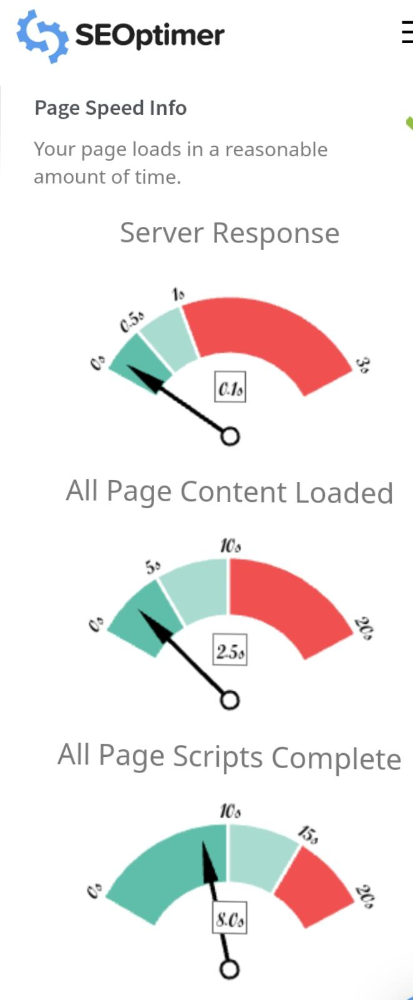 SEOptimer
Page Speed Info
Your page loads in a reasonable
amount of time.
Server Response
0s
0.5s
1s
3s
0.1s
All Page Content Loaded
0s
5s
10s
20s
2.5s
All Page Scripts Complete
0s
10s
15s
20s
8.0s